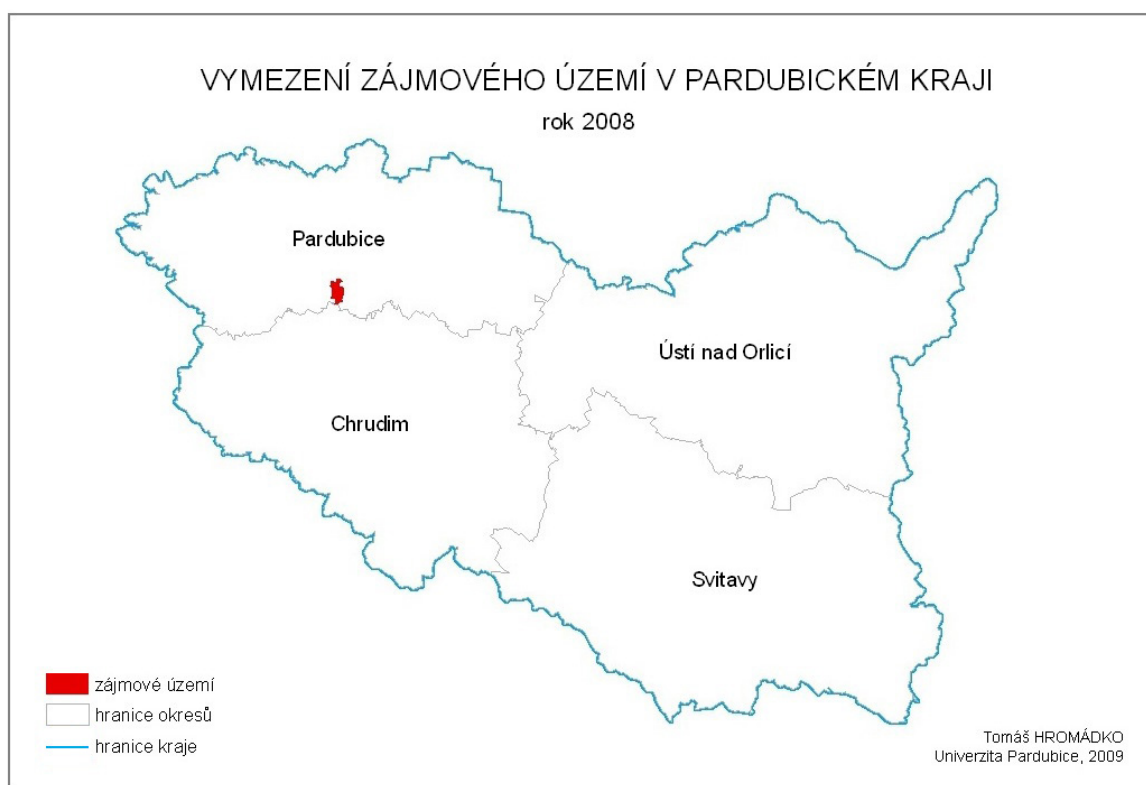 VYMEZENÍ ZÁJMOVÉHO ÚZEMÍ V PARDUBICKÉM KRAJI
rok 2008
Pardubice
Ústí nad Orlicí
Chrudim
Svitavy
zájmové území
hranice okresů
hranice kraje
Tomáš HROMÁDKO
Univerzita Pardubice, 2009